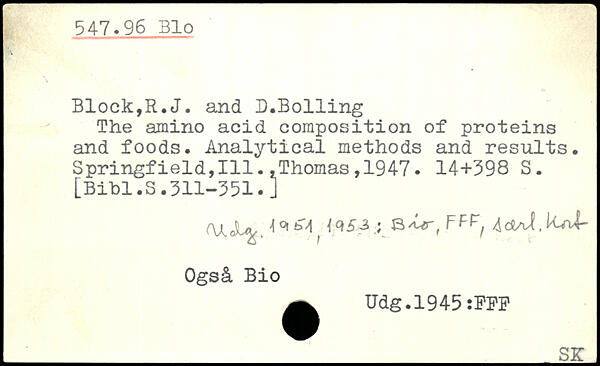 547.96 Blo
Block,R.J. and D.Bolling
The amino acid composition of proteins
and foods. Analytical methods and results.
Springfield,Ill.,Thomas,1947. 14+398 S.
[Bibl.S.311-351.]
Udg. 1951, 1953: Bio, FFF, særl. Kort
Også Bio
Udg.1945:FFF
SK